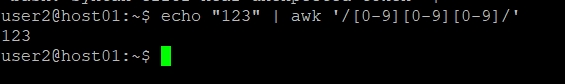 user2@host01:~$ echo "123" | awk '/[0-9][0-9][0-9]/'
123
user2@host01:~$